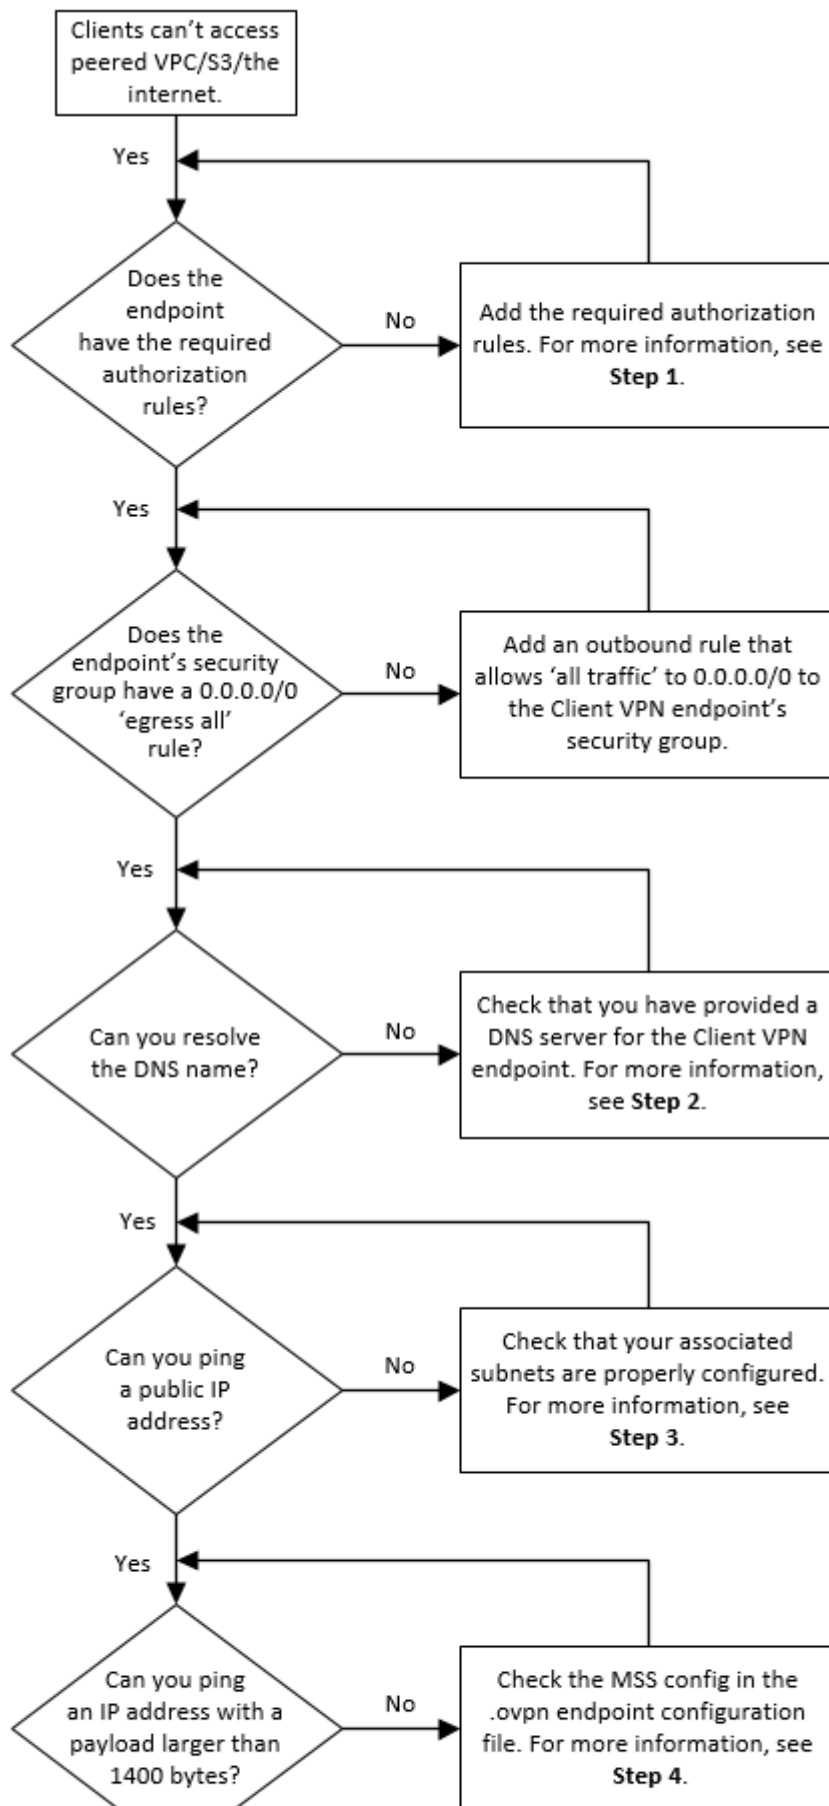 Clients can’t access
peered VPC/S3/the
internet.
Yes
Does the
endpoint
have the required
authorization
rules?
No
Add the required authorization
rules. For more information, see
Step 1.
Yes
Does the
endpoint’s security
group have a 0.0.0.0/0
‘egress all’
rule?
No
Add an outbound rule that
allows ‘all traffic’ to 0.0.0.0/0 to
the Client VPN endpoint’s
security group.
Yes
Can you resolve
the DNS name?
No
Check that you have provided a
DNS server for the Client VPN
endpoint. For more information,
see Step 2.
Yes
Can you ping
a public IP
address?
No
Check that your associated
subnets are properly configured.
For more information, see
Step 3.
Yes
Can you ping
an IP address with a
payload larger than
1400 bytes?
No
Check the MSS config in the
.ovpn endpoint configuration
file. For more information, see
Step 4.